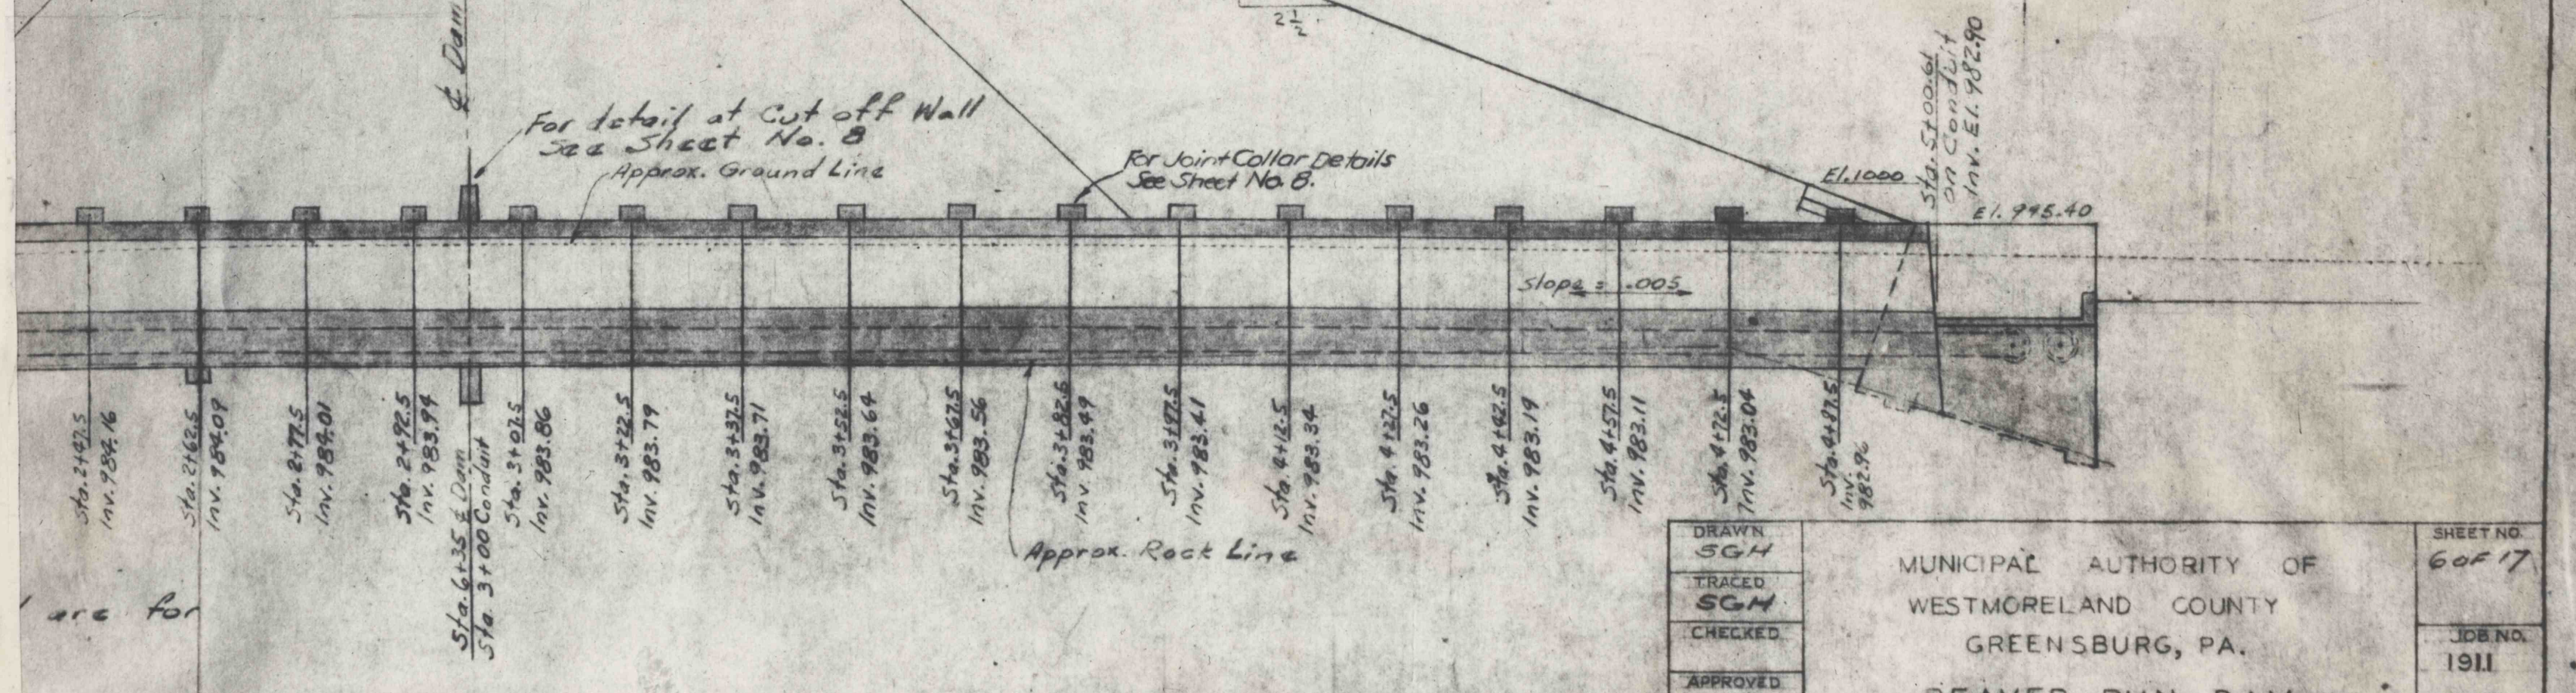 2 1/2
℄ Dam
For detail at Cut off Wall
See Sheet No. 8
Approx. Ground Line
For Joint Collar Details
See Sheet No. 8.
El. 1000
Sta. 5+00.61
on Conduit
Inv. El. 982.90
El. 995.40
Slope = .005
Sta. 2+47.5
Inv. 984.16
Sta. 2+62.5
Inv. 984.09
Sta. 2+77.5
Inv. 984.01
Sta. 2+92.5
Inv. 983.94
Sta. 6+35 ℄ Dam
Sta. 3+00 Conduit
Sta. 3+07.5
Inv. 983.86
Sta. 3+22.5
Inv. 983.79
Sta. 3+37.5
Inv. 983.71
Sta. 3+52.5
Inv. 983.64
Sta. 3+67.5
Inv. 983.56
Sta. 3+82.5
Inv. 983.49
Sta. 3+97.5
Inv. 983.41
Sta. 4+12.5
Inv. 983.34
Sta. 4+27.5
Inv. 983.26
Sta. 4+42.5
Inv. 983.19
Sta. 4+57.5
Inv. 983.11
Sta. 4+72.5
Inv. 983.04
Sta. 4+87.5
Inv.
982.96
Approx. Rock Line
are for
DRAWN
SGH
TRACED
SGH
CHECKED
APPROVED
MUNICIPAL AUTHORITY OF
WESTMORELAND COUNTY
GREENSBURG, PA.
SHEET NO.
6 OF 17
JOB NO.
1911